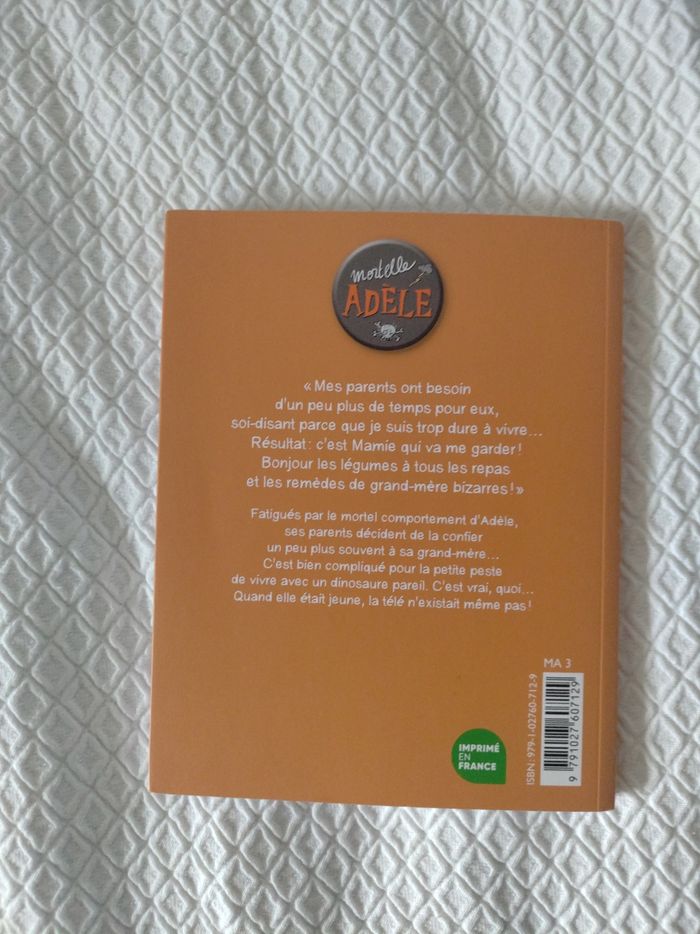 mortelle
ADÈLE
« Mes parents ont besoin
d'un peu plus de temps pour eux,
soi-disant parce que je suis trop dure à vivre...
Résultat : c'est Mamie qui va me garder !
Bonjour les légumes à tous les repas
et les remèdes de grand-mère bizarres ! »
Fatigués par le mortel comportement d'Adèle,
ses parents décident de la confier
un peu plus souvent à sa grand-mère...
C'est bien compliqué pour la petite peste
de vivre avec un dinosaure pareil. C'est vrai, quoi...
Quand elle était jeune, la télé n'existait même pas !
MA 3
ISBN : 979-1-02760-712-9
9 791027 607129
IMPRIMÉ
EN
FRANCE